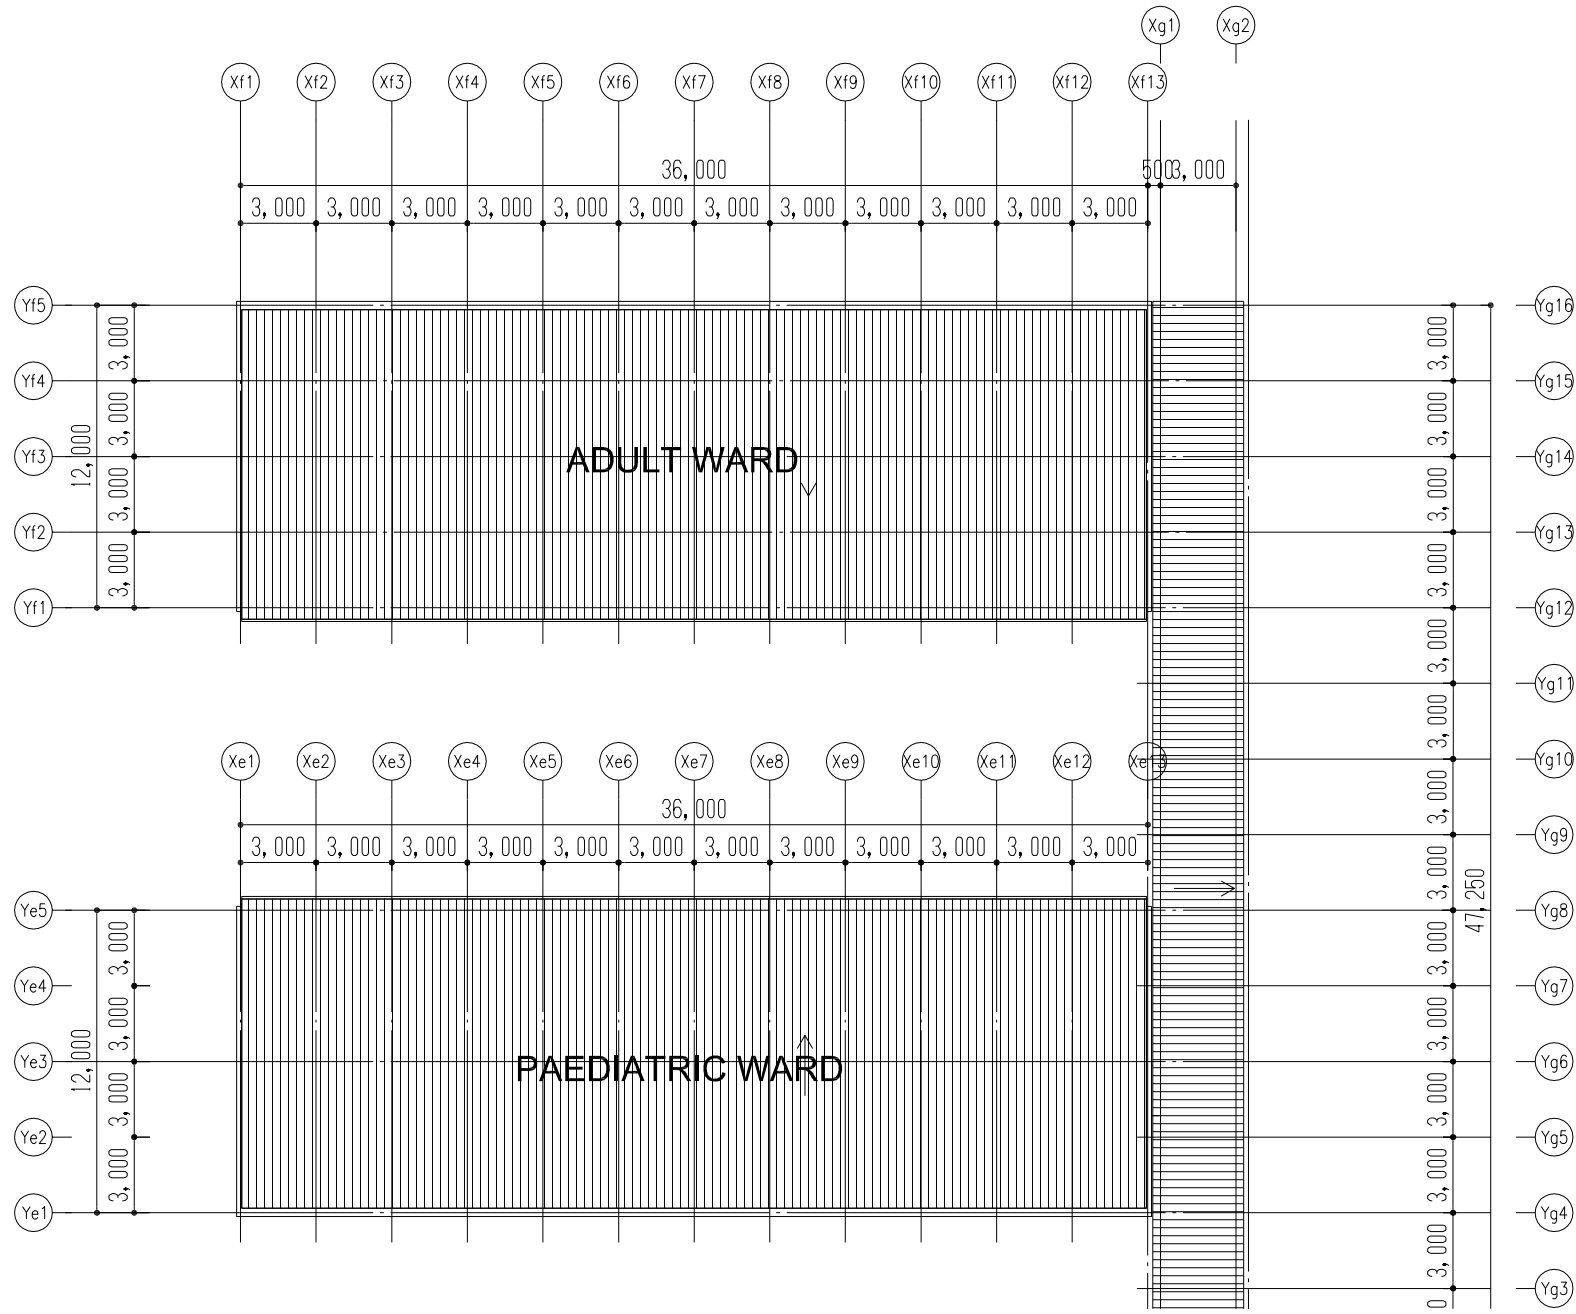 Xg1 Xg2
Xf1 Xf2 Xf3 Xf4 Xf5 Xf6 Xf7 Xf8 Xf9 Xf10 Xf11 Xf12 Xf13
36,000 500 3,000
3,000 3,000 3,000 3,000 3,000 3,000 3,000 3,000 3,000 3,000 3,000 3,000
Yf5 Yg16
3,000 3,000
Yf4 Yg15
3,000 3,000
12,000
Yf3 ADULT WARD Yg14
3,000 3,000
Yf2 Yg13
3,000 3,000
Yf1 Yg12
3,000
Yg11
3,000
Xe1 Xe2 Xe3 Xe4 Xe5 Xe6 Xe7 Xe8 Xe9 Xe10 Xe11 Xe12 Xe13 Yg10
36,000 3,000
3,000 3,000 3,000 3,000 3,000 3,000 3,000 3,000 3,000 3,000 3,000 3,000 Yg9
3,000
47,250
Ye5 Yg8
3,000 3,000
Ye4 Yg7
3,000 3,000
12,000
Ye3 PAEDIATRIC WARD Yg6
3,000 3,000
Ye2 Yg5
3,000 3,000
Ye1 Yg4
3,000
Yg3
0